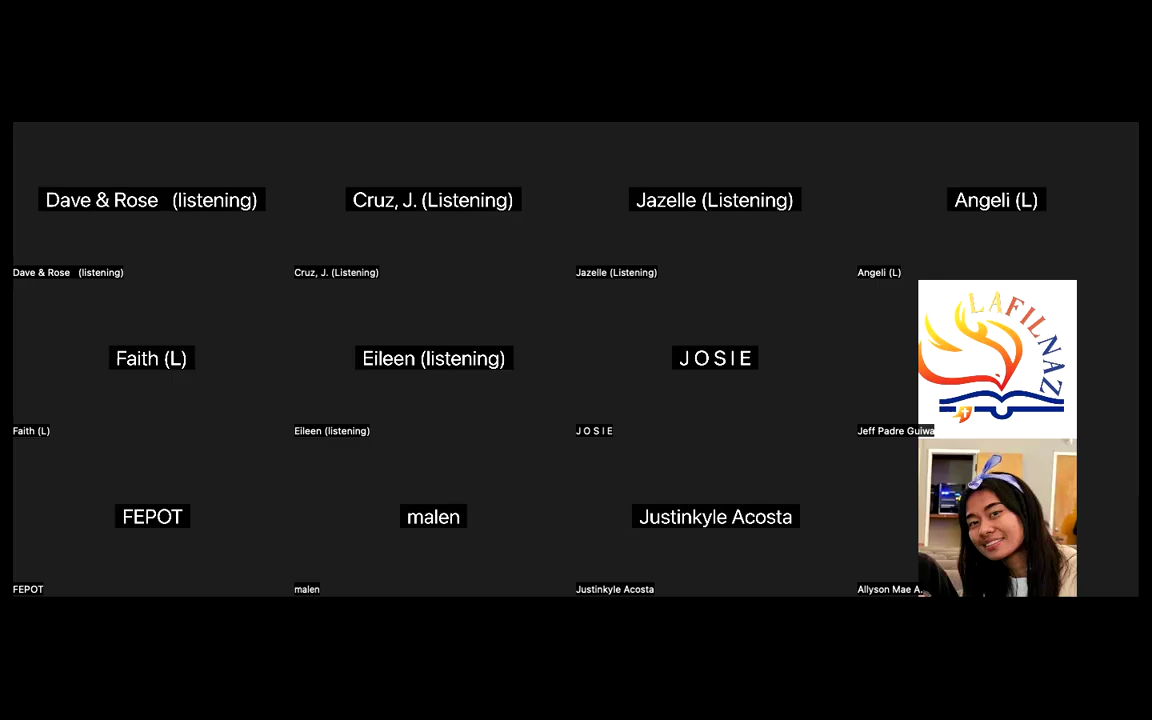 Dave & Rose (listening)
Cruz, J. (Listening)
Jazelle (Listening)
Angeli (L)
Dave & Rose (listening)
Cruz, J. (Listening)
Jazelle (Listening)
Angeli (L)
Faith (L)
Eileen (listening)
J O S I E
LAFILNAZ
Faith (L)
Eileen (listening)
J O S I E
Jeff Padre Guiwa
FEPOT
malen
Justinkyle Acosta
FEPOT
malen
Justinkyle Acosta
Allyson Mae A.